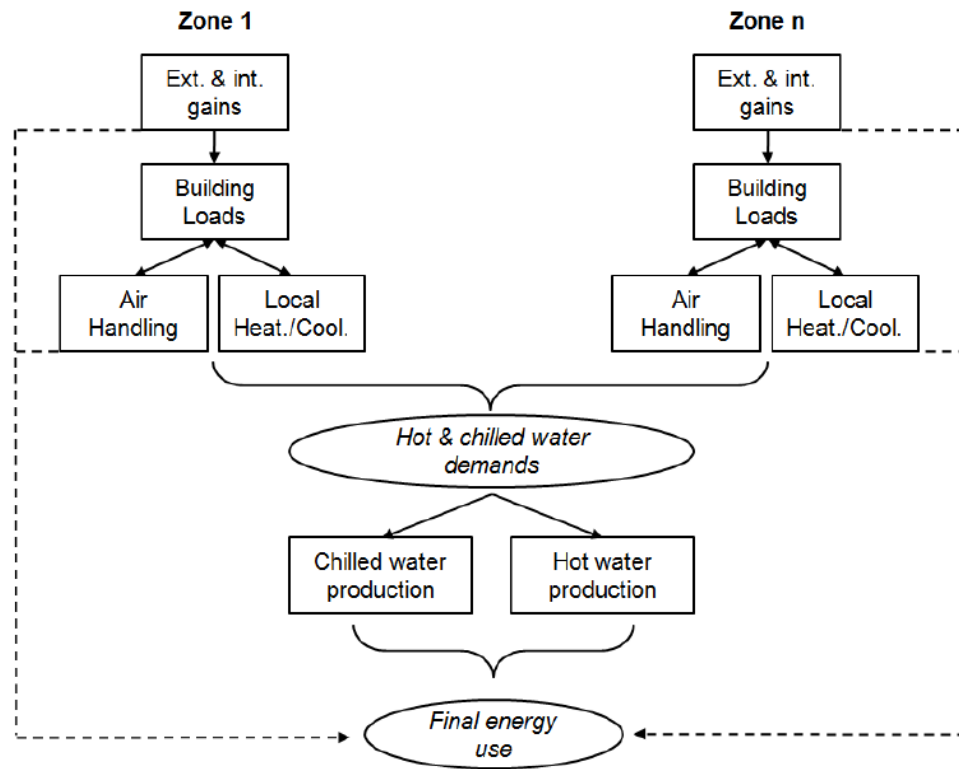 Zone 1
Zone n
Ext. & int.
gains
Ext. & int.
gains
Building
Loads
Building
Loads
Air
Handling
Local
Heat./Cool.
Air
Handling
Local
Heat./Cool.
Hot & chilled water
demands
Chilled water
production
Hot water
production
Final energy
use